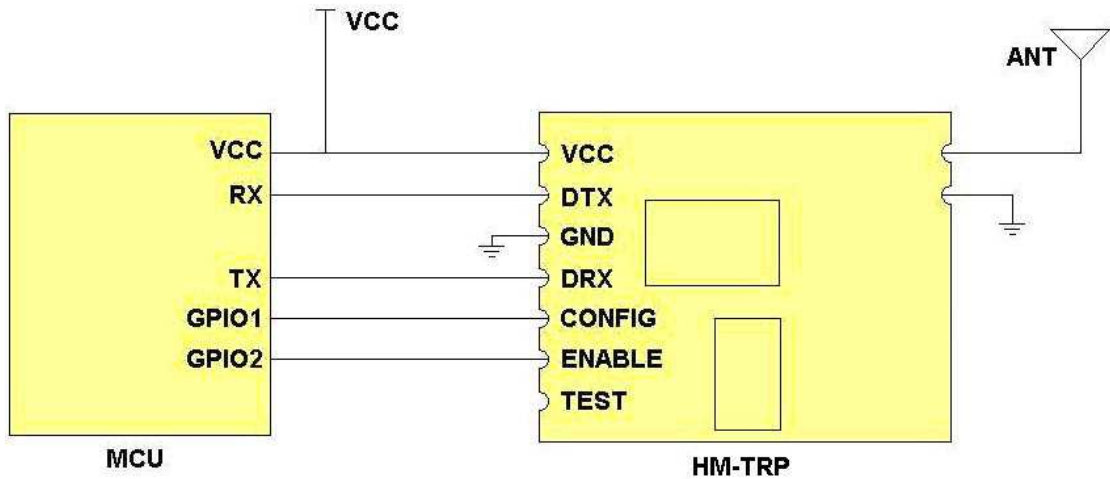 VCC
ANT
VCC
VCC
RX
DTX
GND
TX
DRX
GPIO1
CONFIG
GPIO2
ENABLE
TEST
MCU
HM-TRP